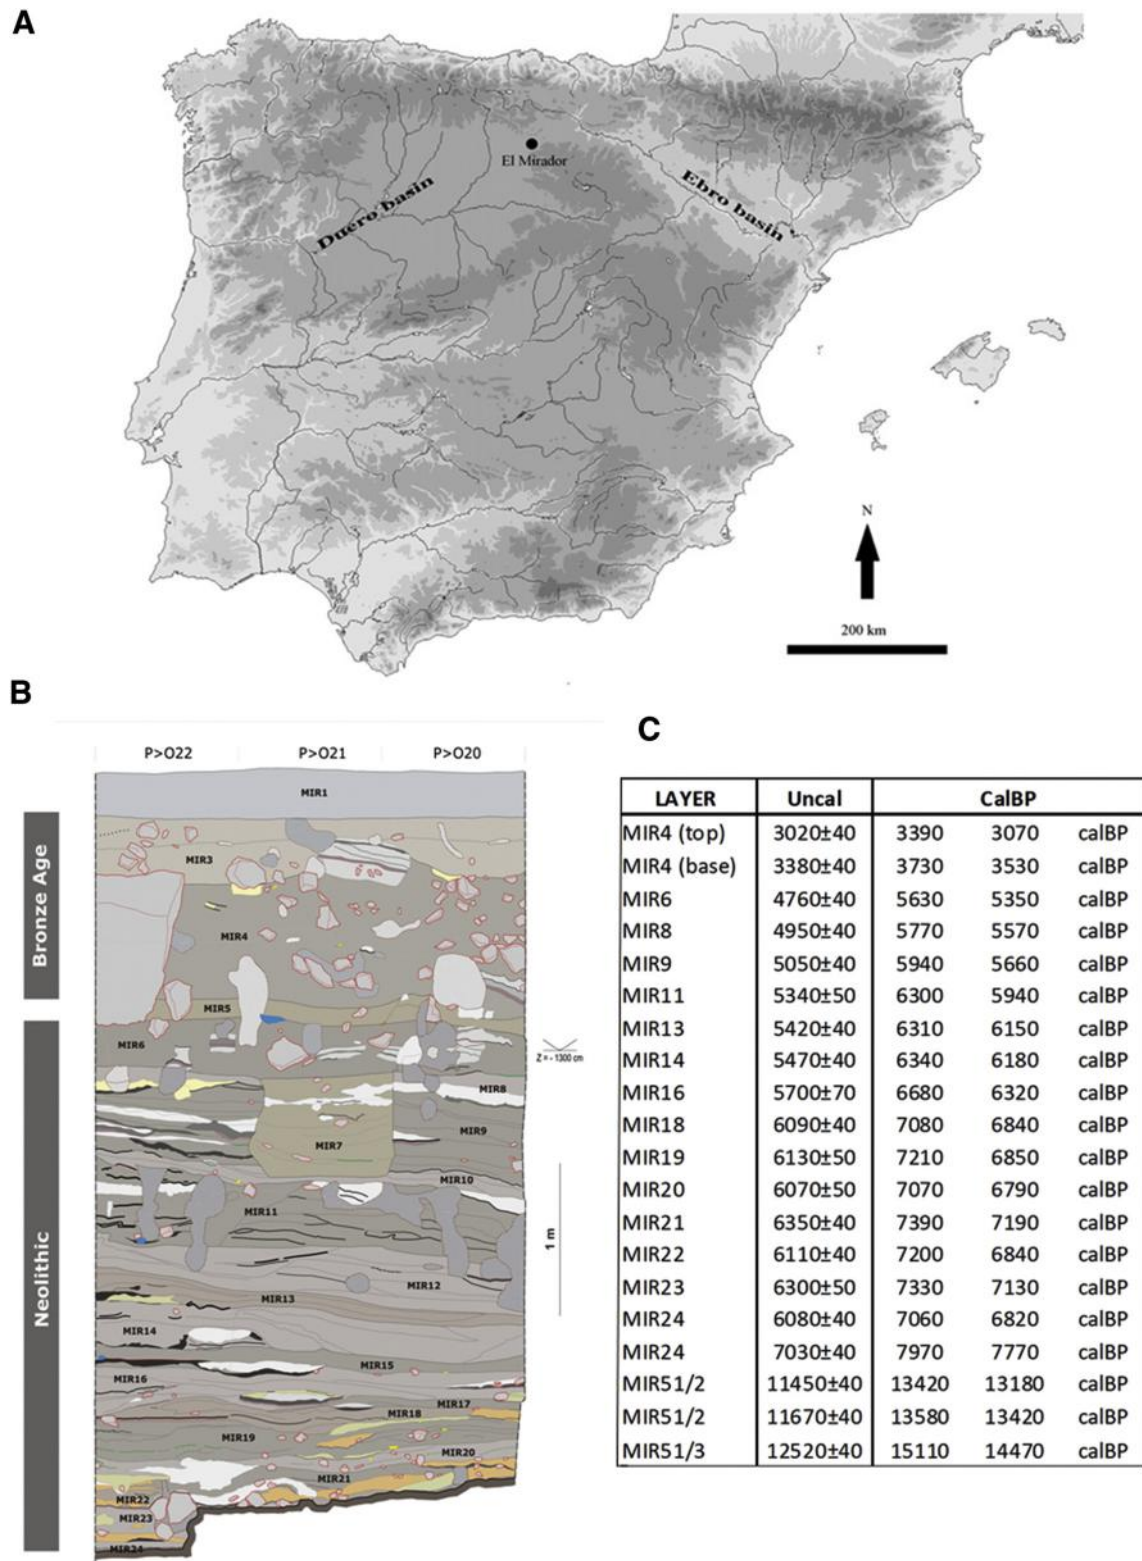 A
El Mirador
Duero basin
Ebro basin
N
200 km
B
P>O22 P>O21 P>O20
MIR1
Bronze Age
MIR3
MIR4
MIR5
MIR6
Z = - 1300 cm
MIR8
MIR9
MIR7
MIR10
MIR11
1 m
MIR12
MIR13
Neolithic
MIR14
MIR15
MIR16
MIR17
MIR18
MIR19
MIR20
MIR21
MIR22
MIR23
MIR24
C
LAYER Uncal CalBP
MIR4 (top) 3020±40 3390 3070 calBP
MIR4 (base) 3380±40 3730 3530 calBP
MIR6 4760±40 5630 5350 calBP
MIR8 4950±40 5770 5570 calBP
MIR9 5050±40 5940 5660 calBP
MIR11 5340±50 6300 5940 calBP
MIR13 5420±40 6310 6150 calBP
MIR14 5470±40 6340 6180 calBP
MIR16 5700±70 6680 6320 calBP
MIR18 6090±40 7080 6840 calBP
MIR19 6130±50 7210 6850 calBP
MIR20 6070±50 7070 6790 calBP
MIR21 6350±40 7390 7190 calBP
MIR22 6110±40 7200 6840 calBP
MIR23 6300±50 7330 7130 calBP
MIR24 6080±40 7060 6820 calBP
MIR24 7030±40 7970 7770 calBP
MIR51/2 11450±40 13420 13180 calBP
MIR51/2 11670±40 13580 13420 calBP
MIR51/3 12520±40 15110 14470 calBP